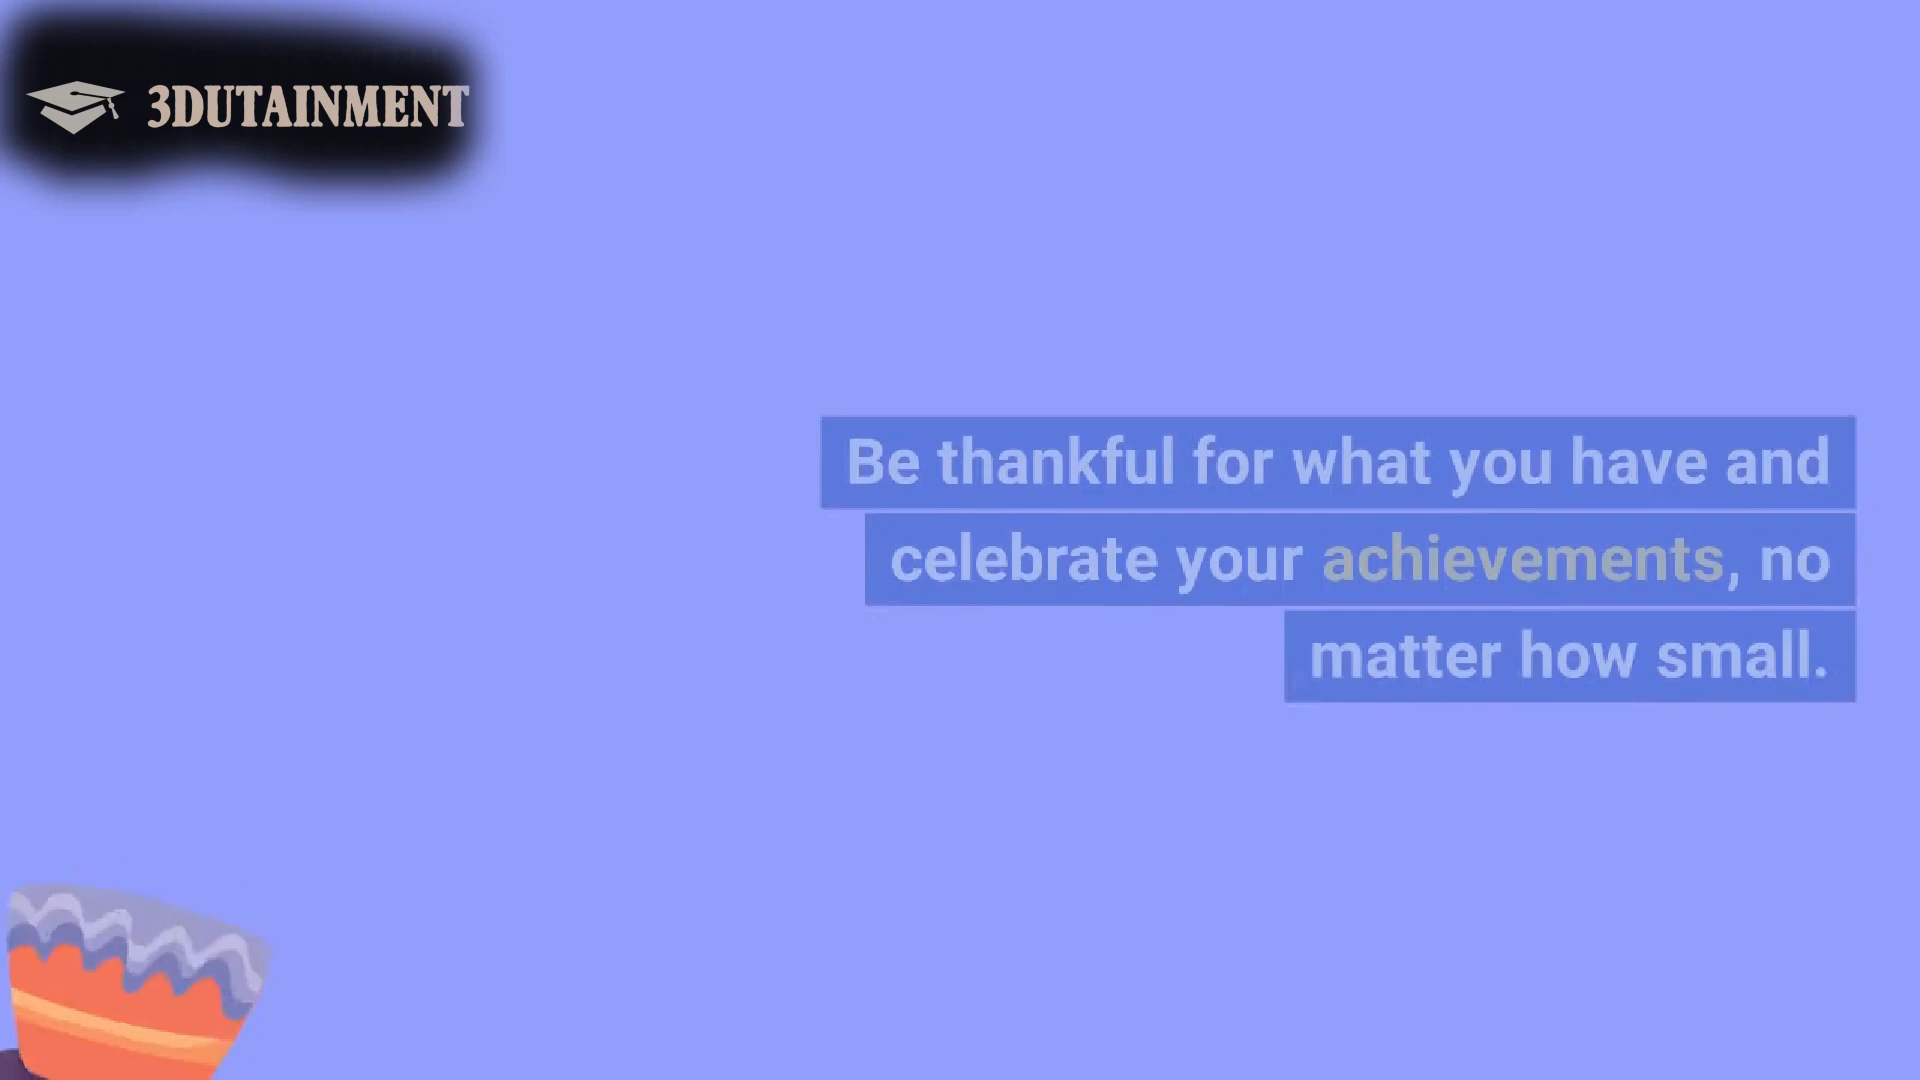 3DUTAINMENT
Be thankful for what you have and
celebrate your achievements, no
matter how small.